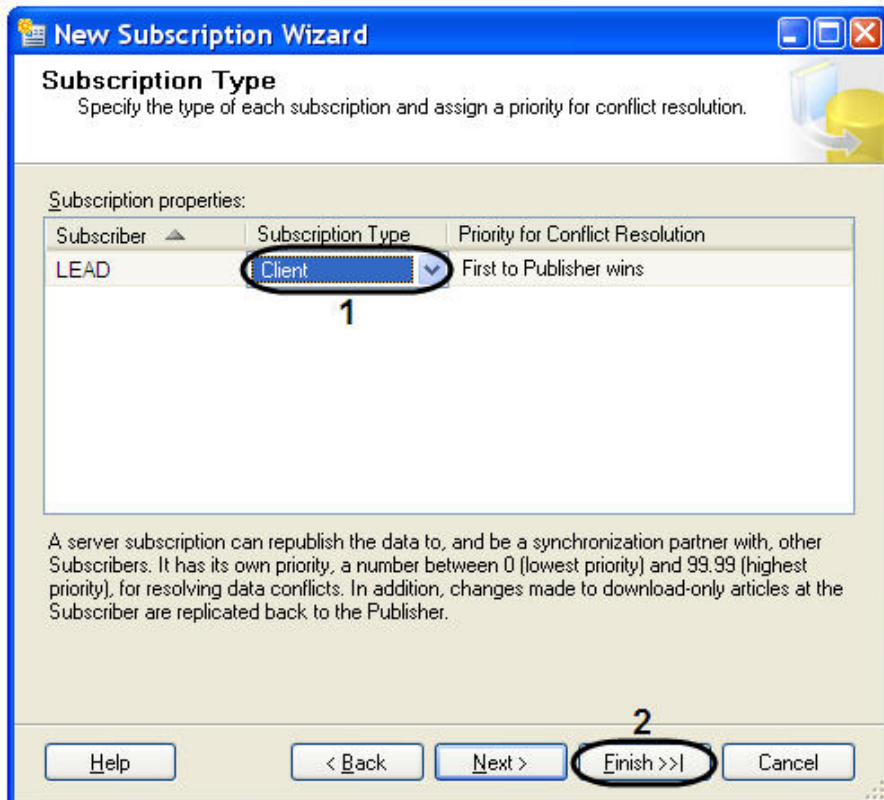 New Subscription Wizard
Subscription Type
Specify the type of each subscription and assign a priority for conflict resolution.
Subscription properties:
Subscriber Subscription Type Priority for Conflict Resolution
LEAD Client First to Publisher wins
1
A server subscription can republish the data to, and be a synchronization partner with, other
Subscribers. It has its own priority, a number between 0 (lowest priority) and 99.99 (highest
priority), for resolving data conflicts. In addition, changes made to download-only articles at the
Subscriber are replicated back to the Publisher.
2
Help < Back Next > Finish >>| Cancel